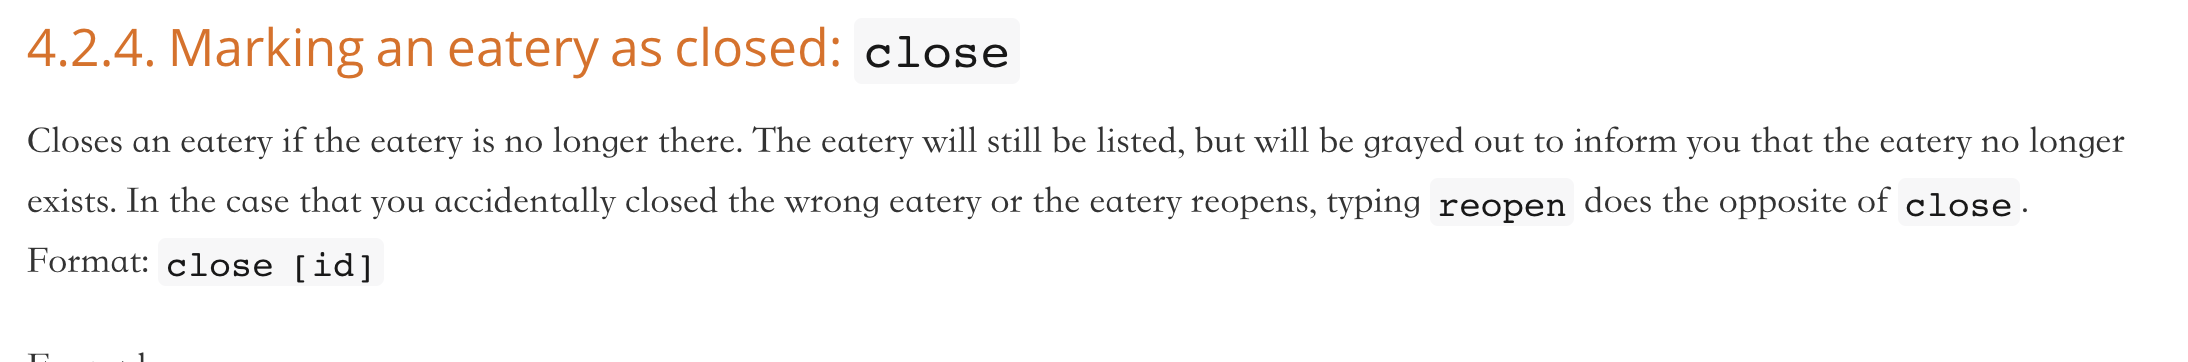 4.2.4. Marking an eatery as closed: close
Closes an eatery if the eatery is no longer there. The eatery will still be listed, but will be grayed out to inform you that the eatery no longer
exists. In the case that you accidentally closed the wrong eatery or the eatery reopens, typing reopen does the opposite of close.
Format: close [id]